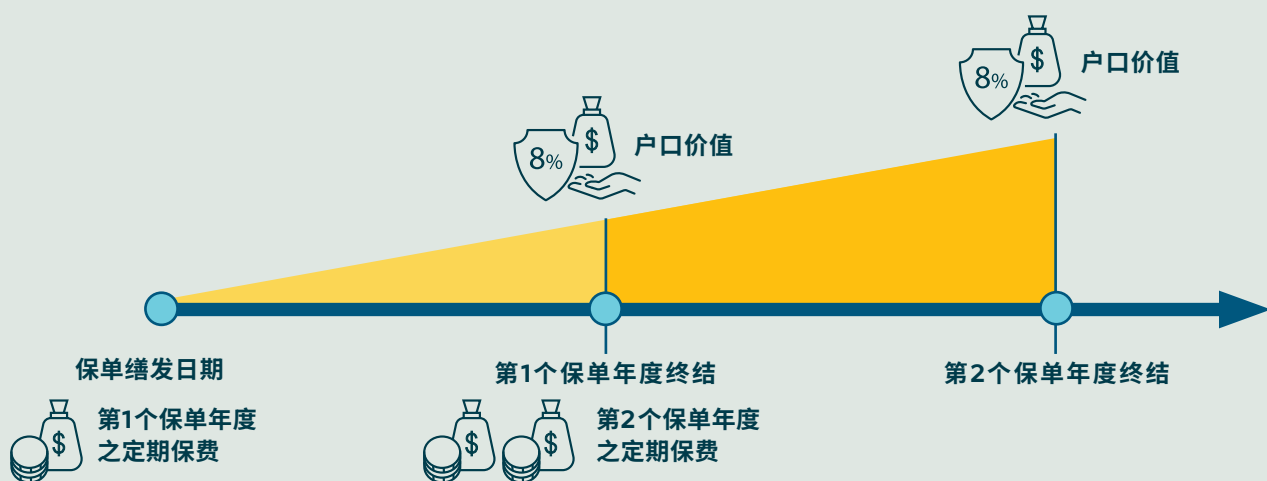 8%
$
户口价值
8%
$
户口价值
保单缮发日期
第1个保单年度终结
第2个保单年度终结
$
第1个保单年度
之定期保费
$
$
第2个保单年度
之定期保费